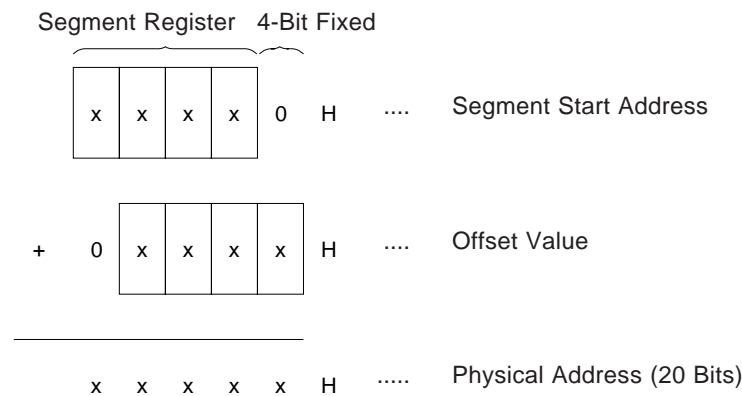 Segment Register 4-Bit Fixed
x x x x 0 H .... Segment Start Address
+ 0 x x x x H .... Offset Value
x x x x x H ..... Physical Address (20 Bits)